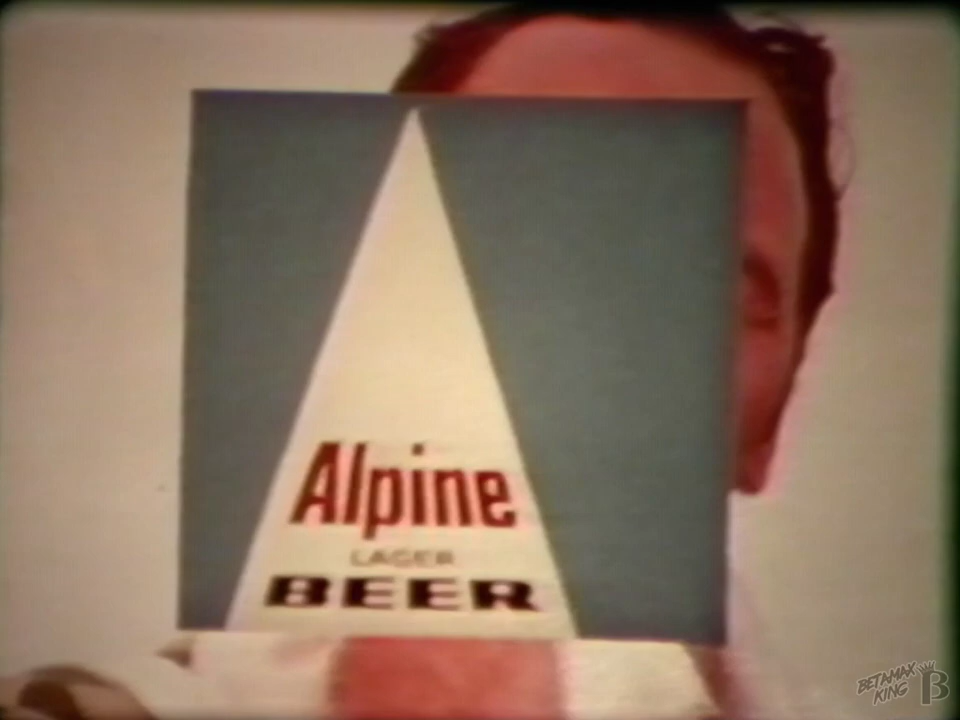 Alpine
LAGER
BEER
BETAMAX
KING
B